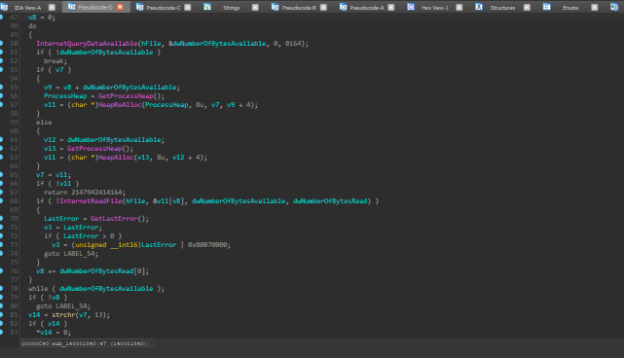 IDA View-A Pseudocode-D Pseudocode-C Strings Pseudocode-B Pseudocode-A Hex View-1 Structures Enums
47 v8 = 0;
48 do
49 {
50 InternetQueryDataAvailable(hFile, &dwNumberOfBytesAvailable, 0, 0i64);
51 if ( !dwNumberOfBytesAvailable )
52 break;
53 if ( v7 )
54 {
55 v9 = v8 + dwNumberOfBytesAvailable;
56 ProcessHeap = GetProcessHeap();
57 v11 = (char *)HeapReAlloc(ProcessHeap, 8u, v7, v9 + 4);
58 }
59 else
60 {
61 v12 = dwNumberOfBytesAvailable;
62 v13 = GetProcessHeap();
63 v11 = (char *)HeapAlloc(v13, 8u, v12 + 4);
64 }
65 v7 = v11;
66 if ( !v11 )
67 return 2147942414i64;
68 if ( !InternetReadFile(hFile, &v11[v8], dwNumberOfBytesAvailable, dwNumberOfBytesRead) )
69 {
70 LastError = GetLastError();
71 v3 = LastError;
72 if ( LastError > 0 )
73 v3 = (unsigned __int16)LastError | 0x80070000;
74 goto LABEL_54;
75 }
76 v8 += dwNumberOfBytesRead[0];
77 }
78 while ( dwNumberOfBytesAvailable );
79 if ( !v8 )
80 goto LABEL_54;
81 v14 = strchr(v7, 13);
82 if ( v14 )
83 *v14 = 0;